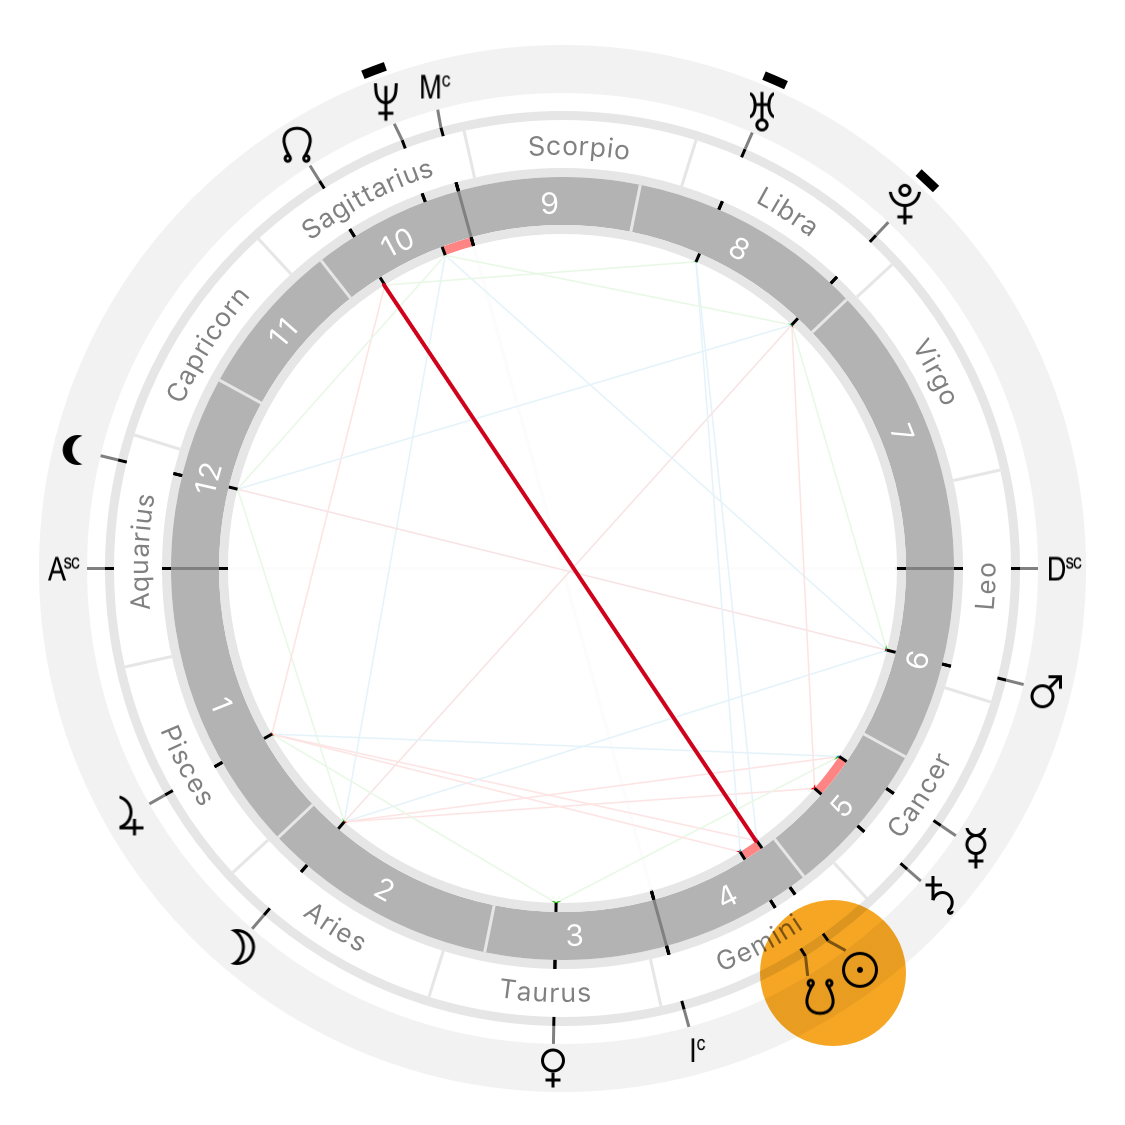 Mᶜ
Scorpio
Sagittarius
Libra
9
10
8
Capricorn
11
Virgo
7
12
Aquarius
Aˢᶜ
Dˢᶜ
Leo
6
1
Pisces
Cancer
5
2
4
Aries
3
Gemini
Taurus
Iᶜ